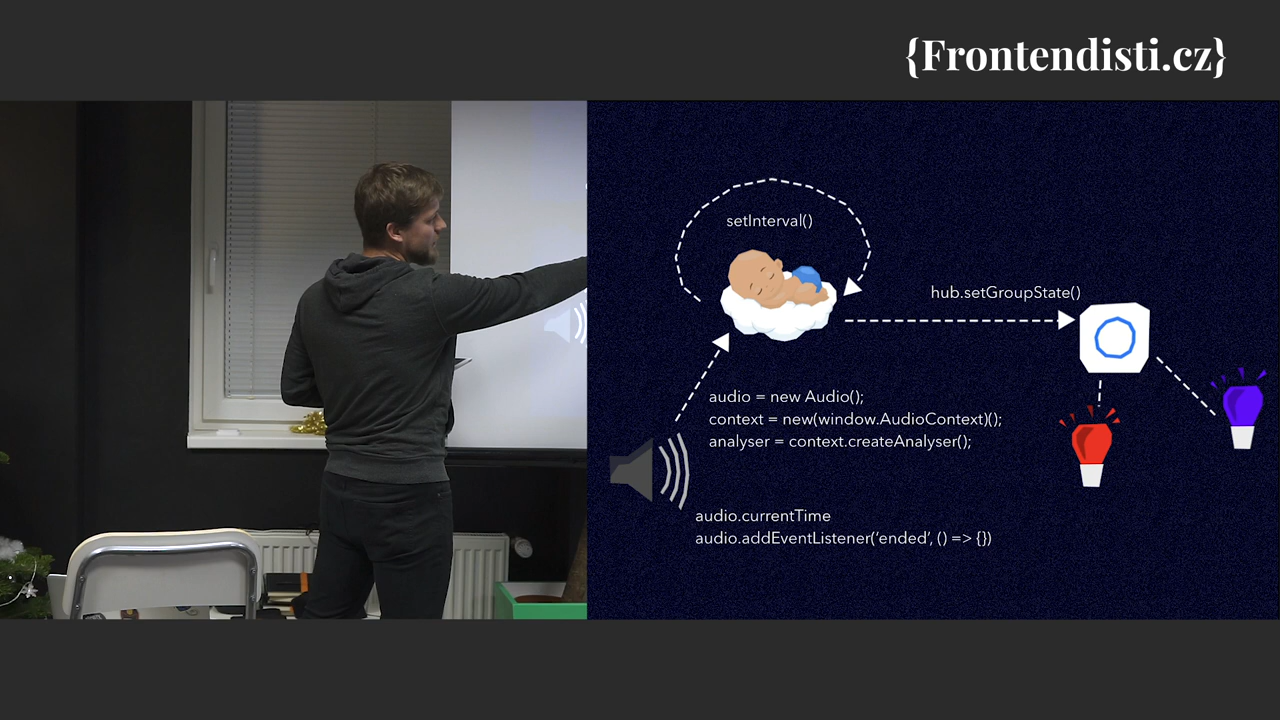 {Frontendisti.cz}
setInterval()
hub.setGroupState()
audio = new Audio();
context = new(window.AudioContext)();
analyser = context.createAnalyser();
audio.currentTime
audio.addEventListener(‘ended’, () => {})